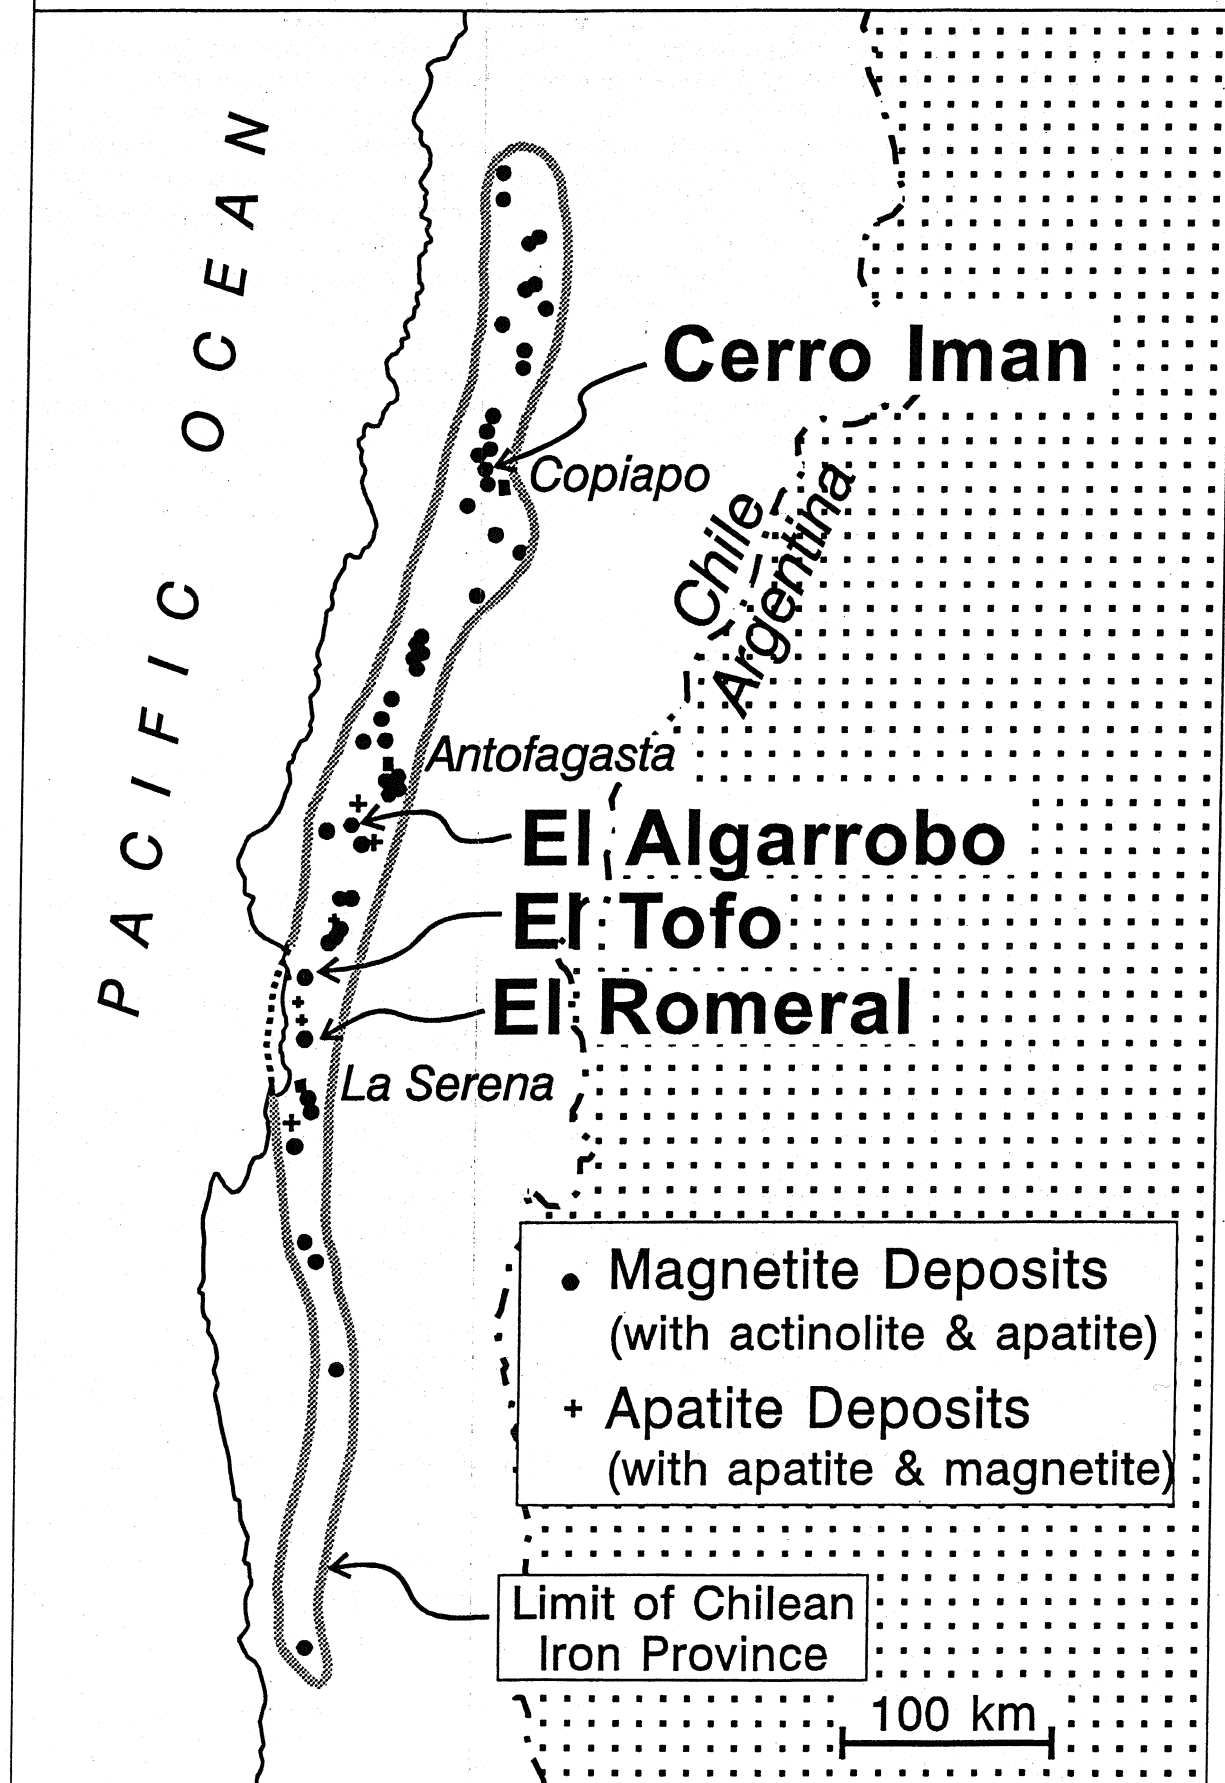 PACIFIC OCEAN
Cerro Iman
Copiapo
Chile
Argentina
Antofagasta
El Algarrobo
El Tofo
El Romeral
La Serena
Magnetite Deposits
(with actinolite & apatite)
+ Apatite Deposits
(with apatite & magnetite)
Limit of Chilean
Iron Province
100 km